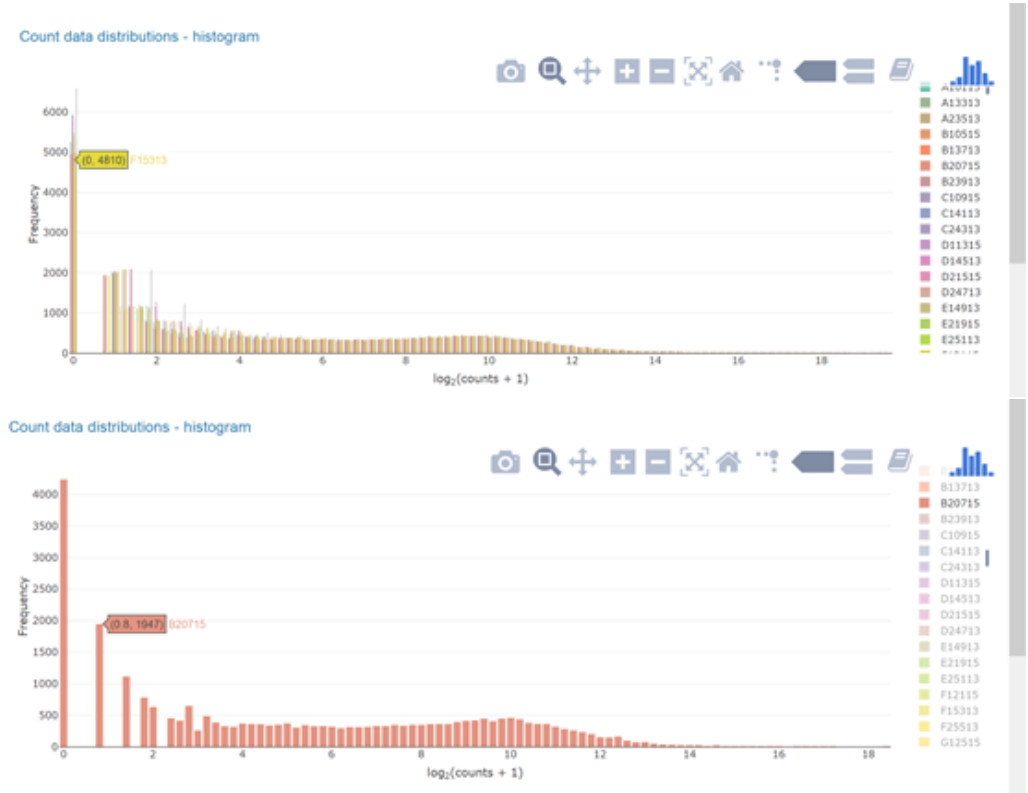 Count data distributions - histogram
6000
5000
4000
3000
2000
1000
0
Frequency
(0, 4810) F15313
0 2 4 6 8 10 12 14 16 18
log₂(counts + 1)
A13313
A23513
B10515
B13713
B20715
B23913
C10915
C14113
C24313
D11315
D14513
D21515
D24713
E14913
E21915
E25113
Count data distributions - histogram
4000
3500
3000
2500
2000
1500
1000
500
0
Frequency
(0.8, 1947) B20715
0 2 4 6 8 10 12 14 16 18
log₂(counts + 1)
B13713
B20715
B23913
C10915
C14113
C24313
D11315
D14513
D21515
D24713
E14913
E21915
E25113
F12115
F15313
F25513
G12515